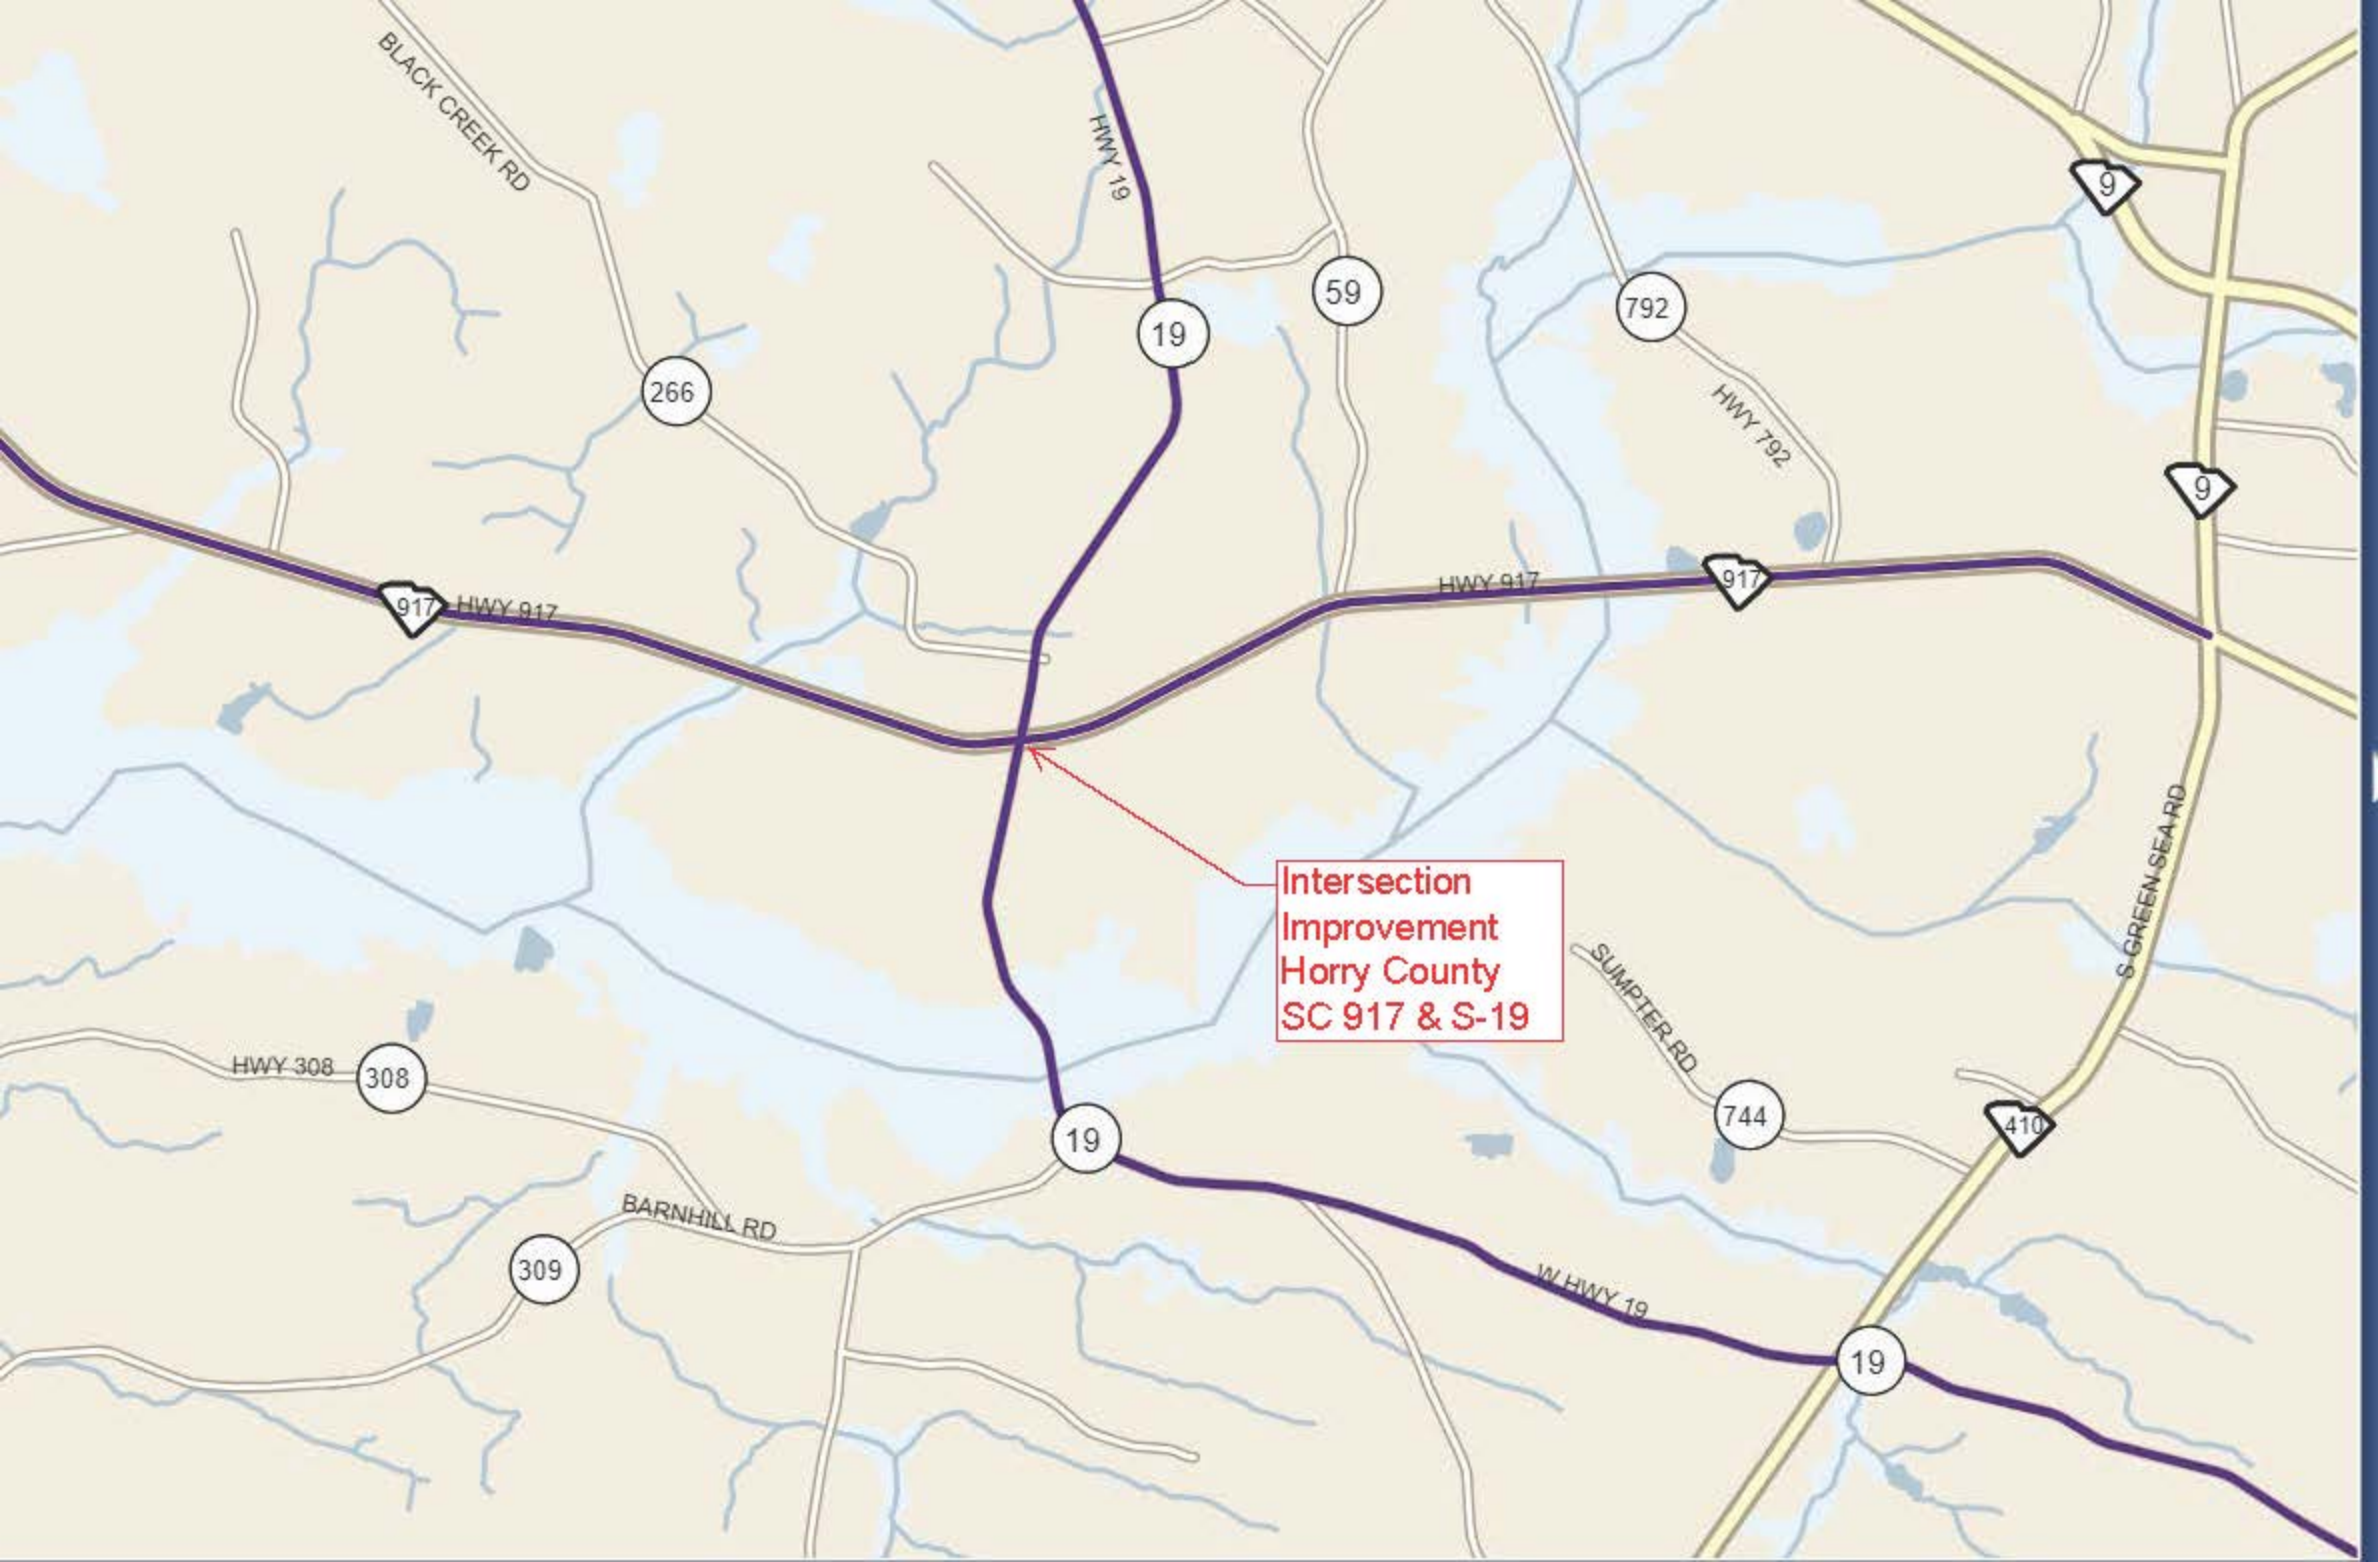 BLACK CREEK RD
HWY 19
9
59
792
19
266
HWY 792
9
917
HWY 917
HWY 917
917
Intersection
Improvement
Horry County
SC 917 & S-19
S GREEN SEA RD
SUMPTER RD
HWY 308
308
744
410
19
BARNHILL RD
309
W HWY 19
19